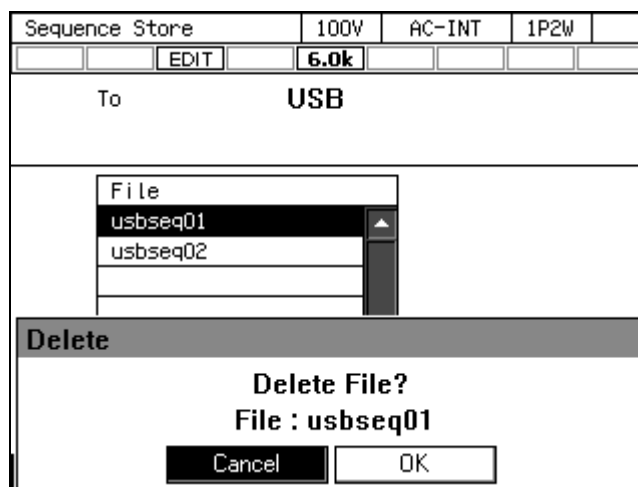 Sequence Store 100V AC-INT 1P2W
EDIT 6.0k
To USB
File
usbseq01
usbseq02
Delete
Delete File?
File : usbseq01
Cancel OK